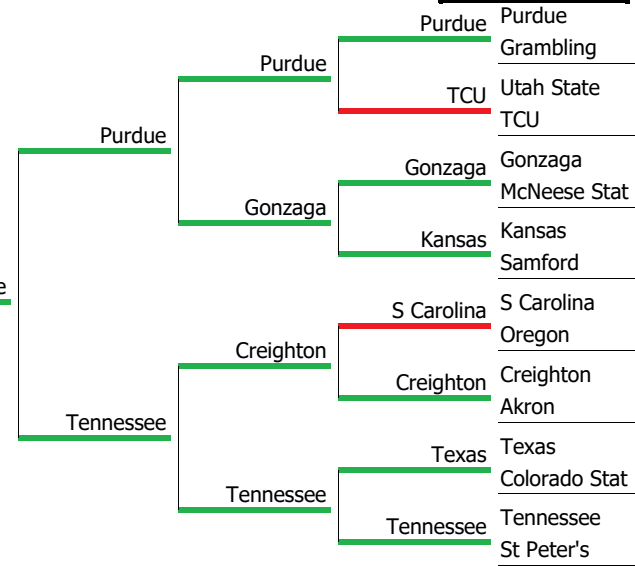 Purdue
Purdue
Grambling
Purdue
TCU
Utah State
TCU
Purdue
Gonzaga
Gonzaga
McNeese Stat
Gonzaga
Kansas
Kansas
Samford
e
S Carolina
S Carolina
Oregon
Creighton
Creighton
Creighton
Akron
Tennessee
Texas
Texas
Colorado Stat
Tennessee
Tennessee
Tennessee
St Peter's